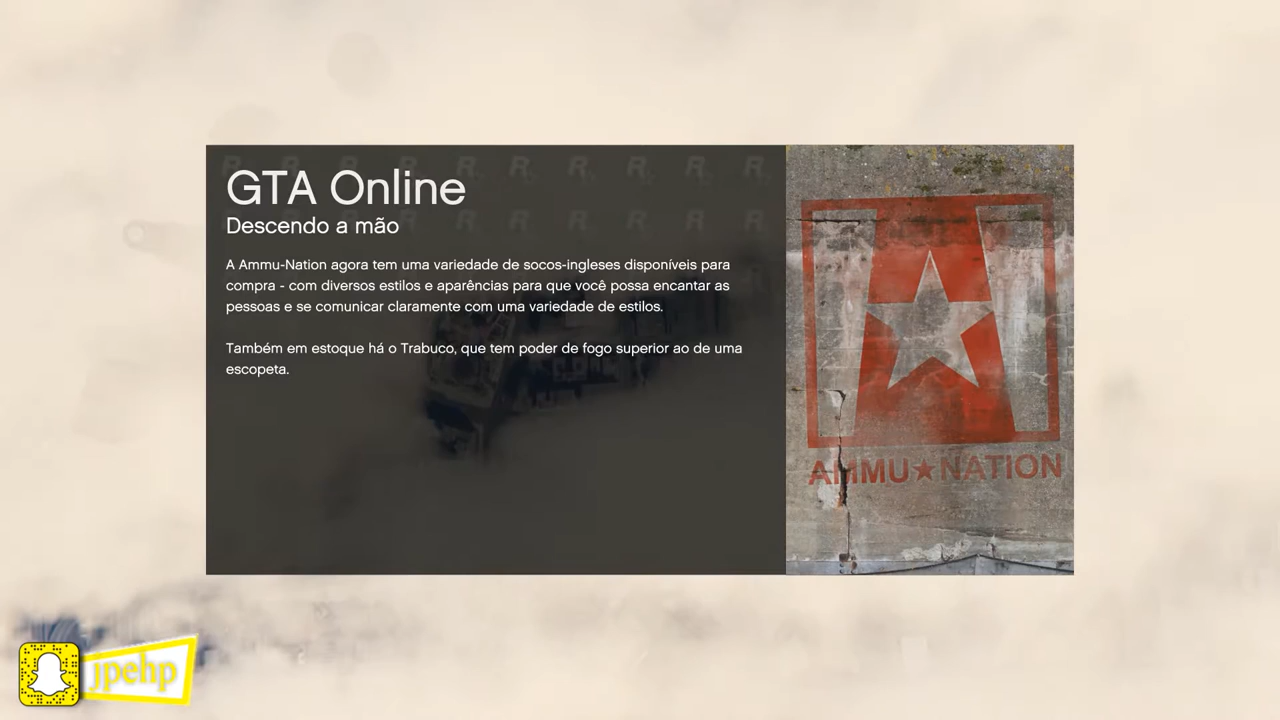 GTA Online
Descendo a mão
A Ammu-Nation agora tem uma variedade de socos-ingleses disponíveis para
compra - com diversos estilos e aparências para que você possa encantar as
pessoas e se comunicar claramente com uma variedade de estilos.
Também em estoque há o Trabuco, que tem poder de fogo superior ao de uma
escopeta.
AMMU★NATION
jpehp